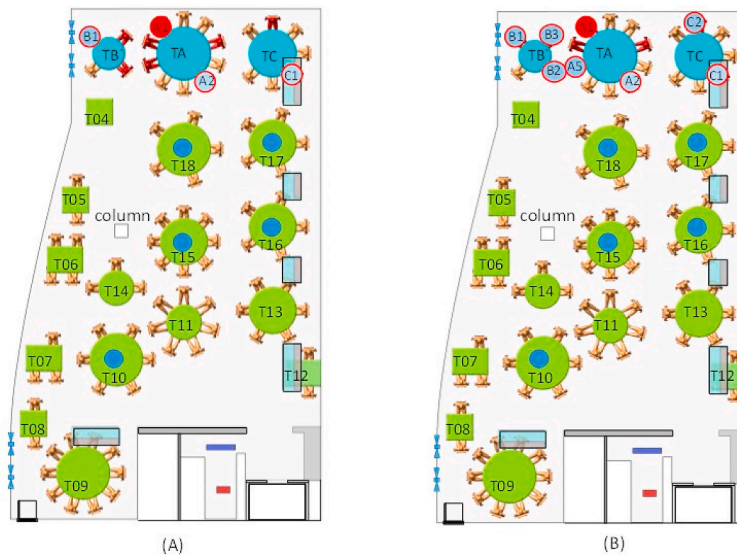 B1
TB
TA
TC
A2
C1
T04
T18
T17
T05
column
T06
T15
T16
T14
T11
T13
T07
T10
T12
T08
T09
(A)
C2
B1
B3
TB
TA
TC
B2
A5
A2
C1
T04
T18
T17
T05
column
T06
T15
T16
T14
T11
T13
T07
T10
T12
T08
T09
(B)